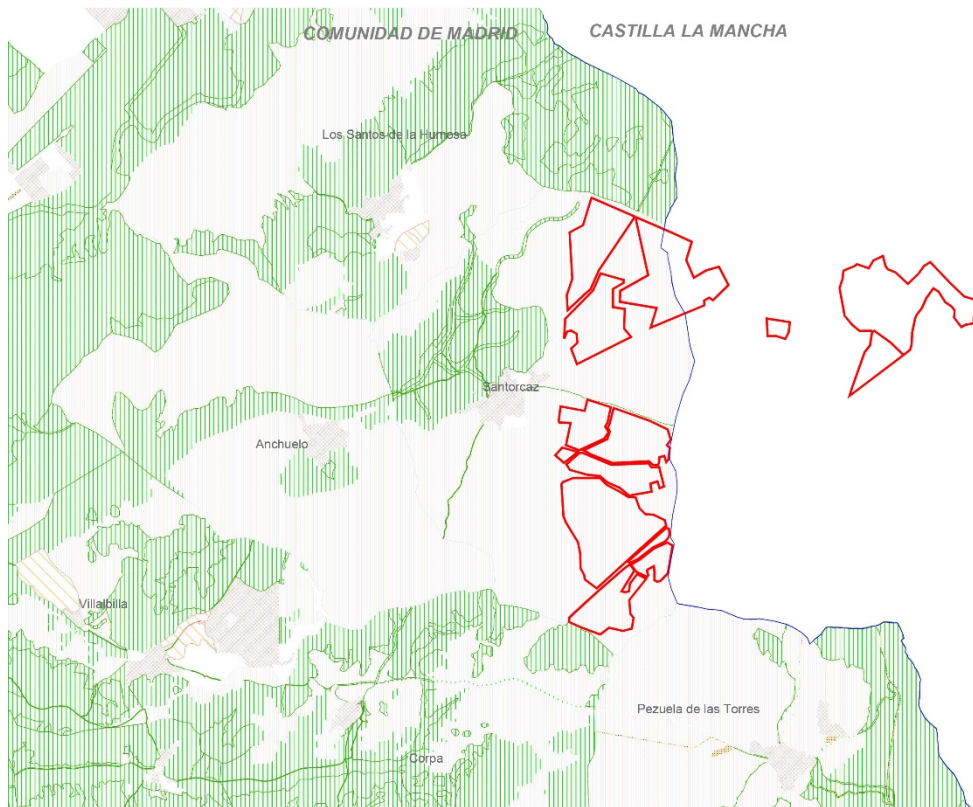 COMUNIDAD DE MADRID
CASTILLA LA MANCHA
Los Santos de la Humosa
Santorcaz
Anchuelo
Villalbilla
Pezuela de las Torres
Corpa